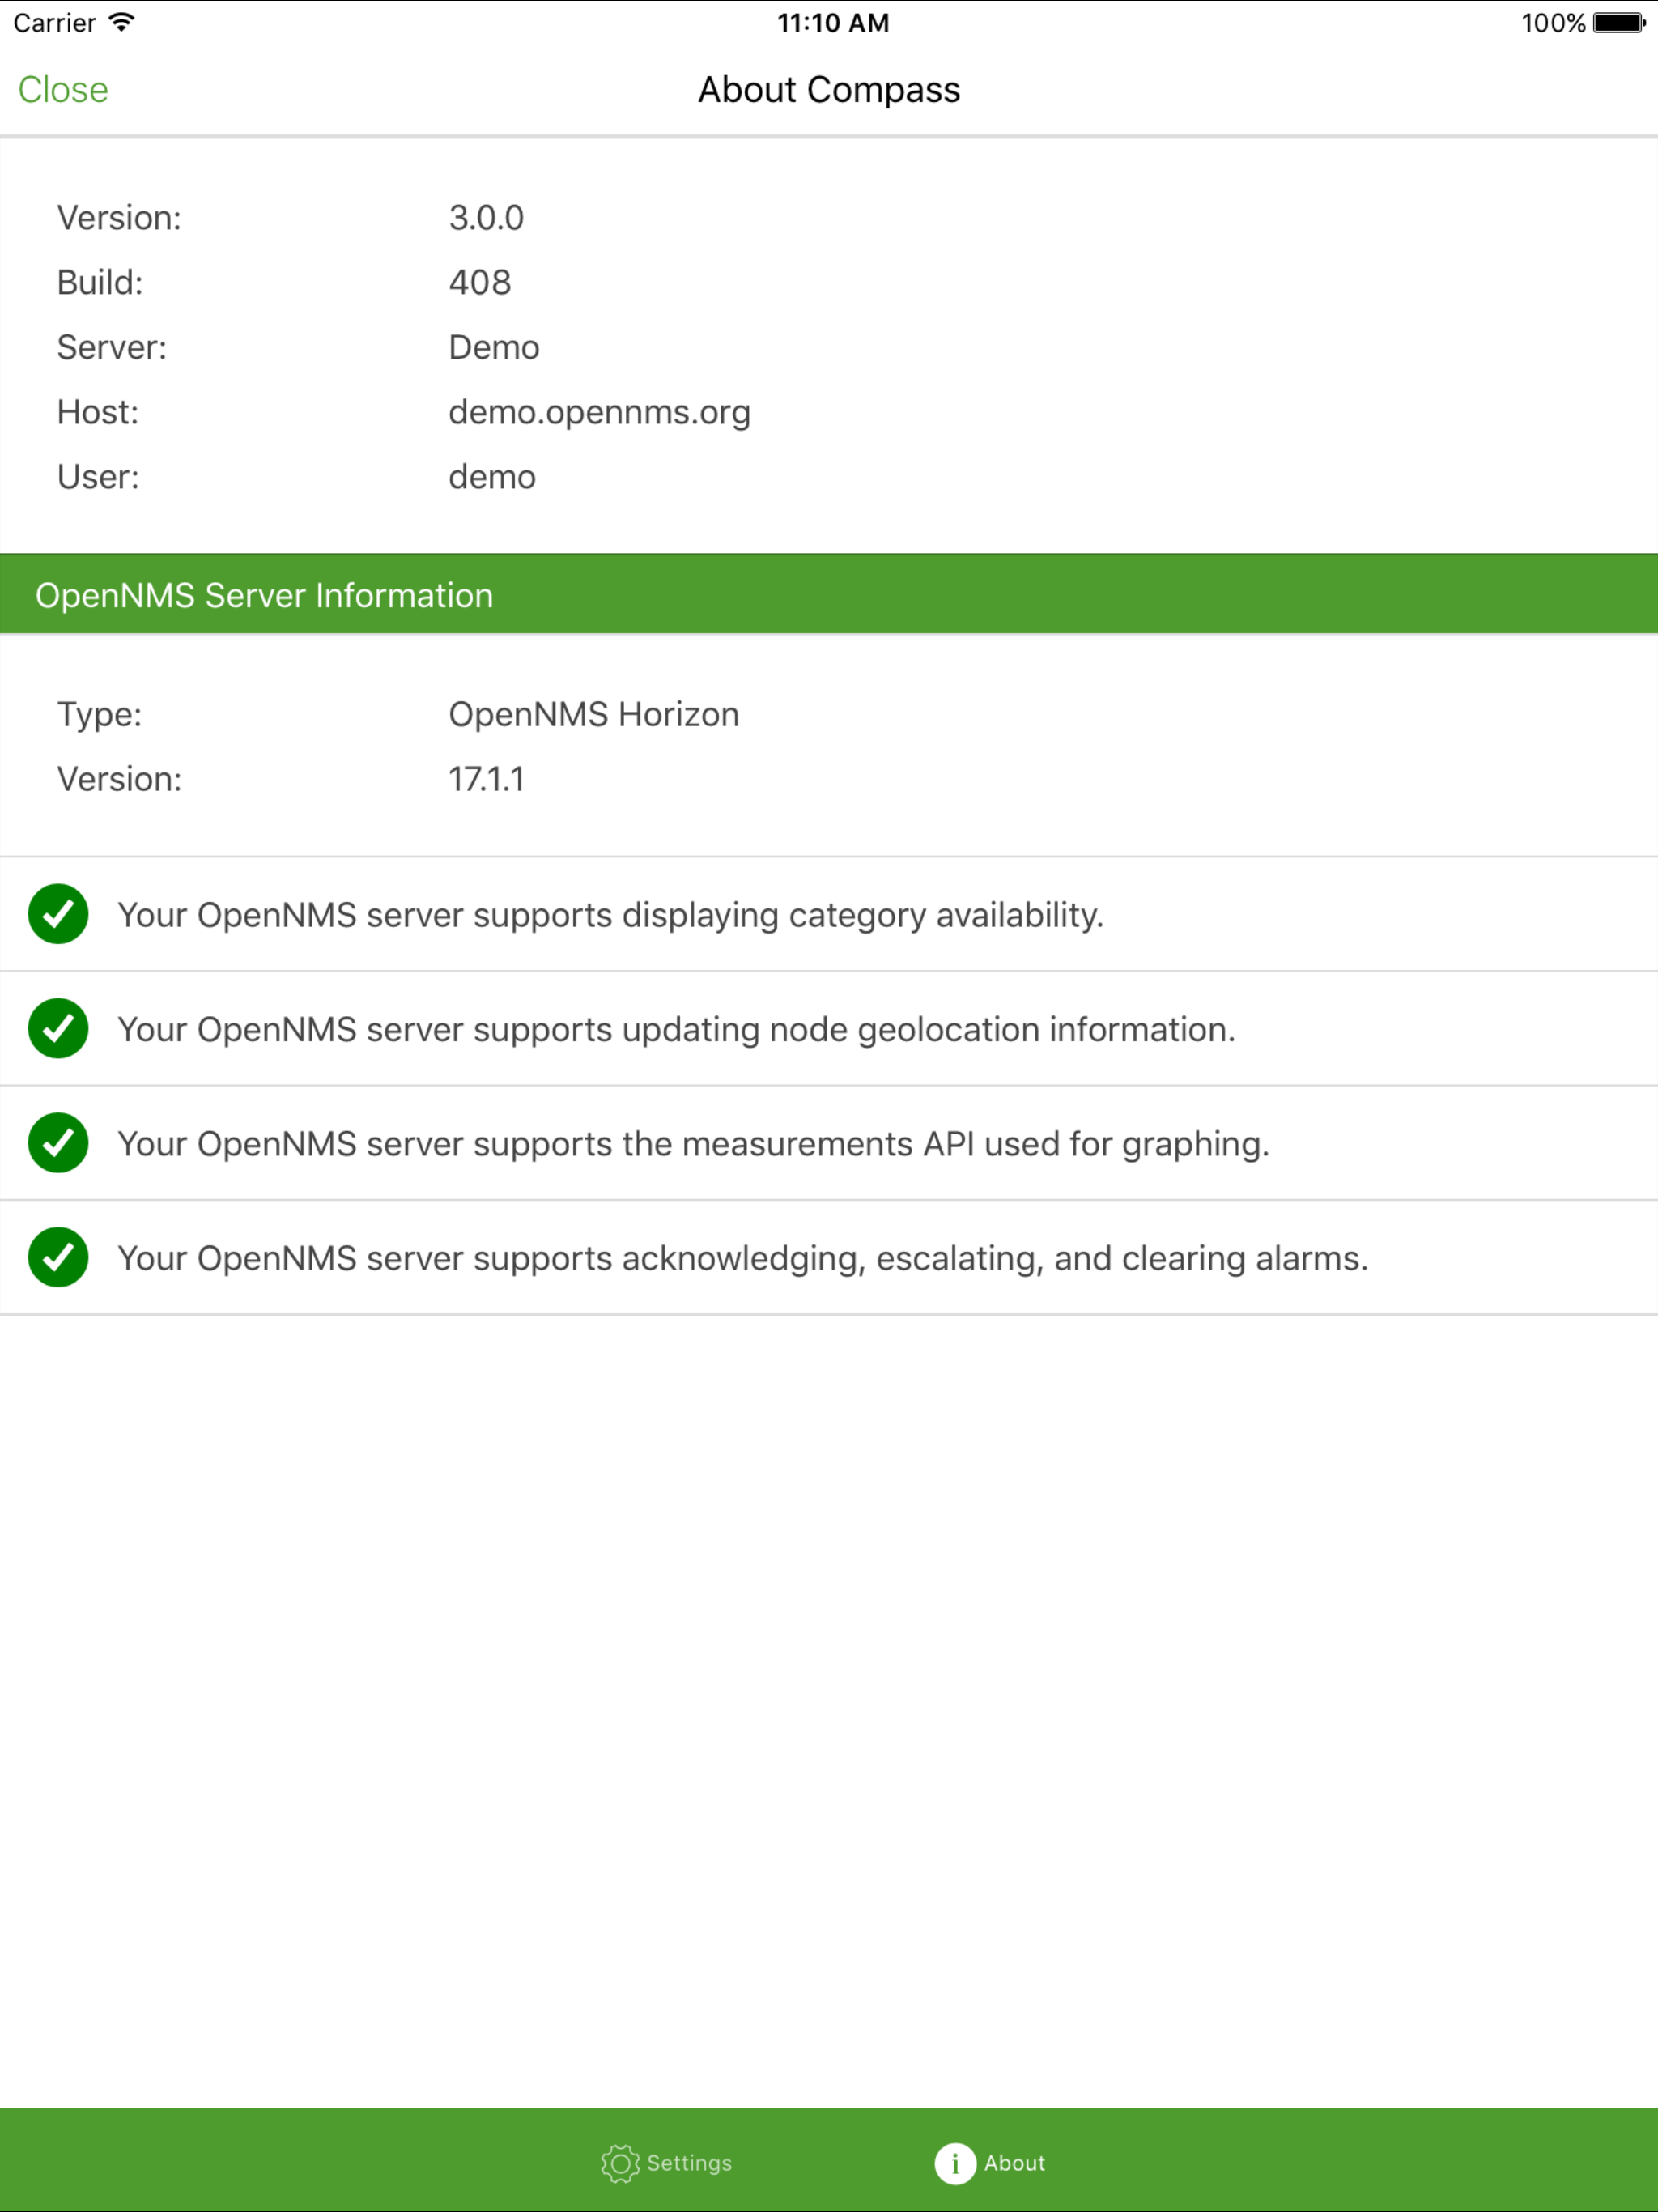 Carrier 11:10 AM 100%
Close About Compass
Version: 3.0.0
Build: 408
Server: Demo
Host: demo.opennms.org
User: demo
OpenNMS Server Information
Type: OpenNMS Horizon
Version: 17.1.1
Your OpenNMS server supports displaying category availability.
Your OpenNMS server supports updating node geolocation information.
Your OpenNMS server supports the measurements API used for graphing.
Your OpenNMS server supports acknowledging, escalating, and clearing alarms.
Settings About